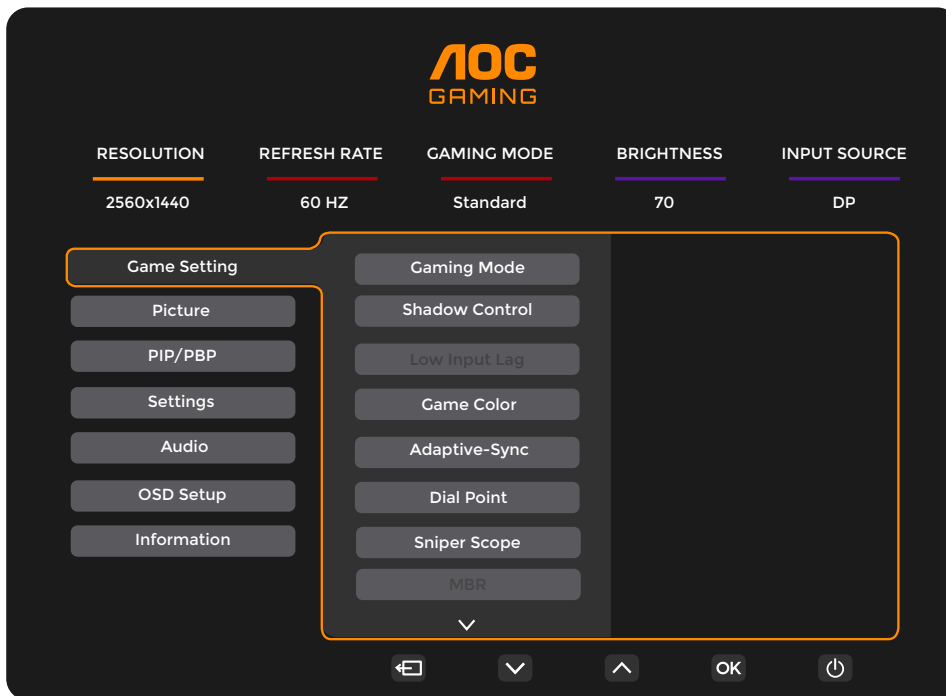 AOC
GAMING
RESOLUTION REFRESH RATE GAMING MODE BRIGHTNESS INPUT SOURCE
2560x1440 60 HZ Standard 70 DP
Game Setting
Picture
PIP/PBP
Settings
Audio
OSD Setup
Information
Gaming Mode
Shadow Control
Low Input Lag
Game Color
Adaptive-Sync
Dial Point
Sniper Scope
MBR
OK